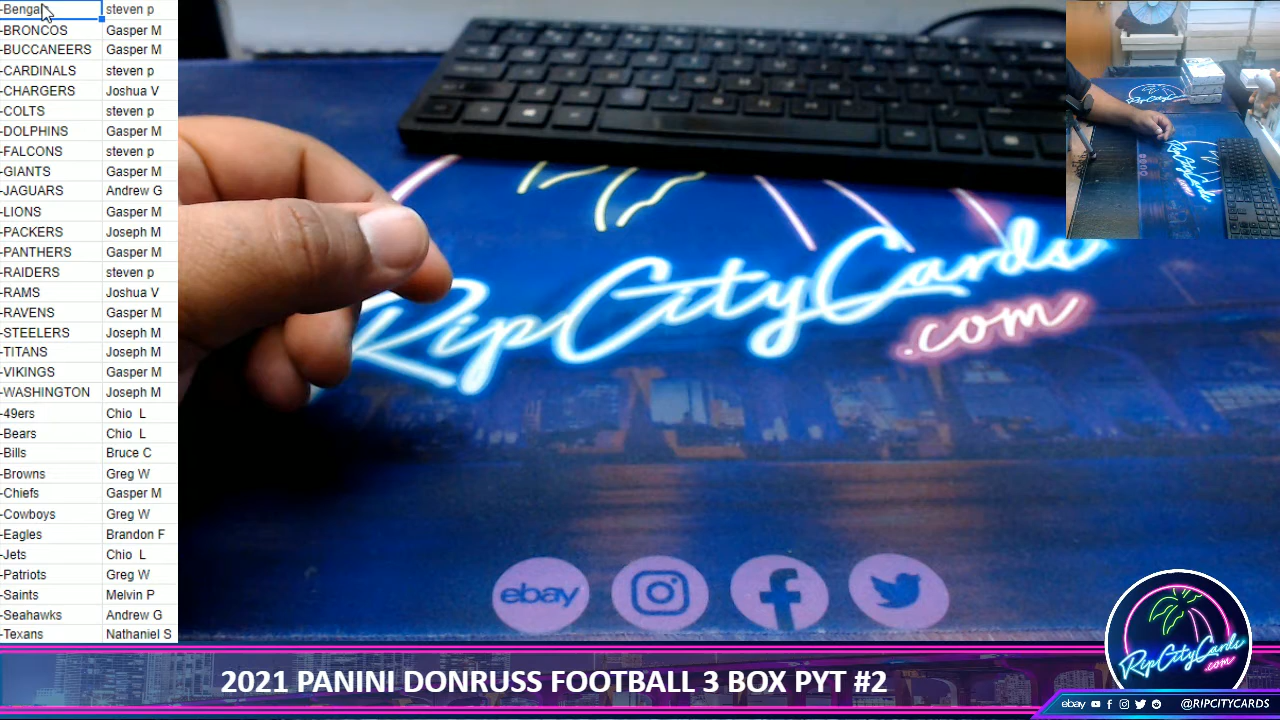 -Bengals steven p
-BRONCOS Gasper M
-BUCCANEERS Gasper M
-CARDINALS steven p
-CHARGERS Joshua V
-COLTS steven p
-DOLPHINS Gasper M
-FALCONS steven p
-GIANTS Gasper M
-JAGUARS Andrew G
-LIONS Gasper M
-PACKERS Joseph M
-PANTHERS Gasper M
-RAIDERS steven p
-RAMS Joshua V
-RAVENS Gasper M
-STEELERS Joseph M
-TITANS Joseph M
-VIKINGS Gasper M
-WASHINGTON Joseph M
-49ers Chio L
-Bears Chio L
-Bills Bruce C
-Browns Greg W
-Chiefs Gasper M
-Cowboys Greg W
-Eagles Brandon F
-Jets Chio L
-Patriots Greg W
-Saints Melvin P
-Seahawks Andrew G
-Texans Nathaniel S
RipCityCards
.com
RipCityCards
.com
ebay
RipCityCards
.com
2021 PANINI DONRUSS FOOTBALL 3 BOX PYT #2
ebay @RIPCITYCARDS